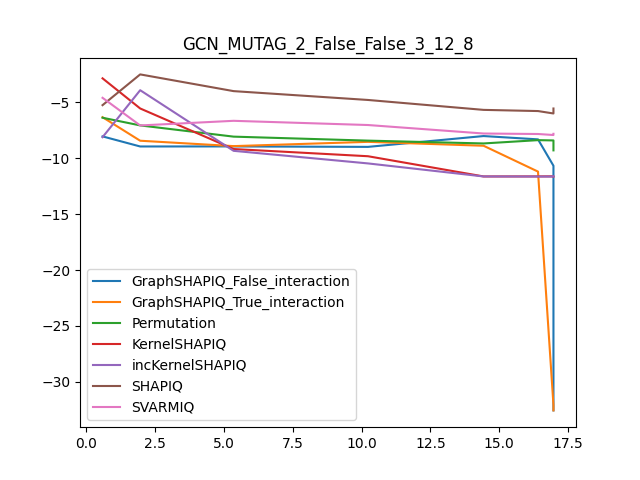 GCN_MUTAG_2_False_False_3_12_8
−5
−10
−15
−20
−25
−30
GraphSHAPIQ_False_interaction
GraphSHAPIQ_True_interaction
Permutation
KernelSHAPIQ
incKernelSHAPIQ
SHAPIQ
SVARMIQ
0.0 2.5 5.0 7.5 10.0 12.5 15.0 17.5